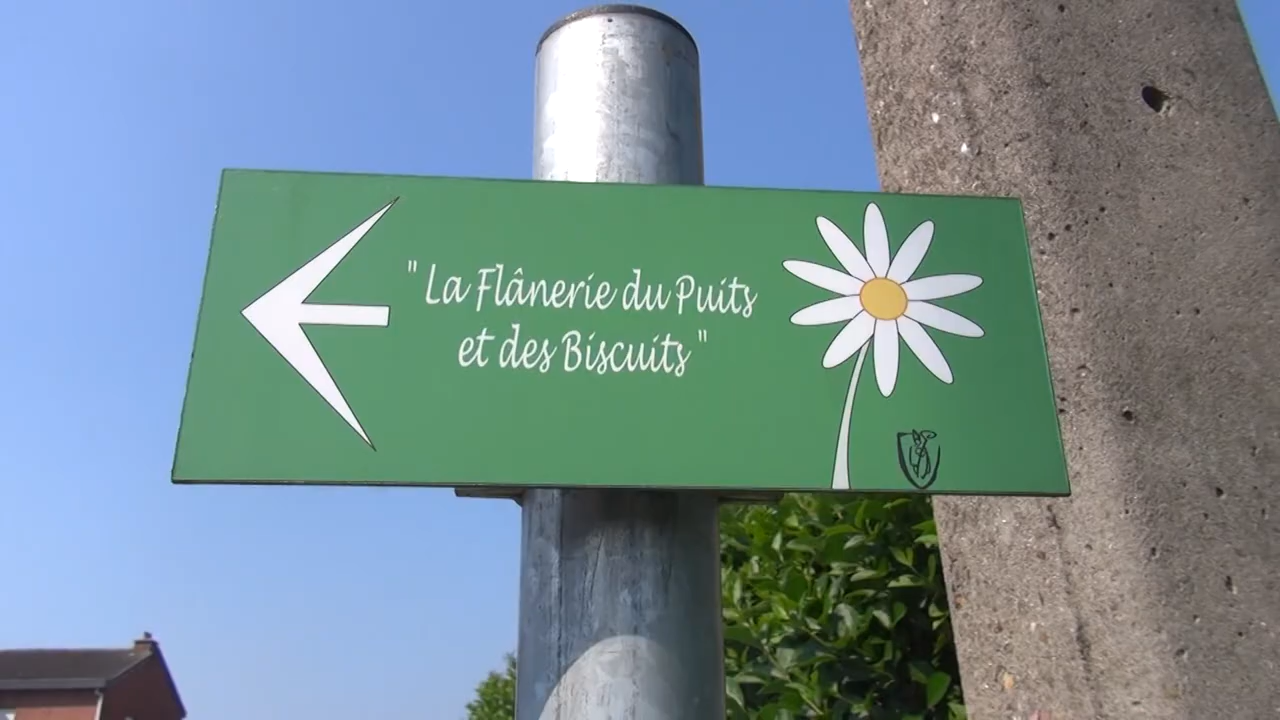 " La Flânerie du Puits
et des Biscuits "